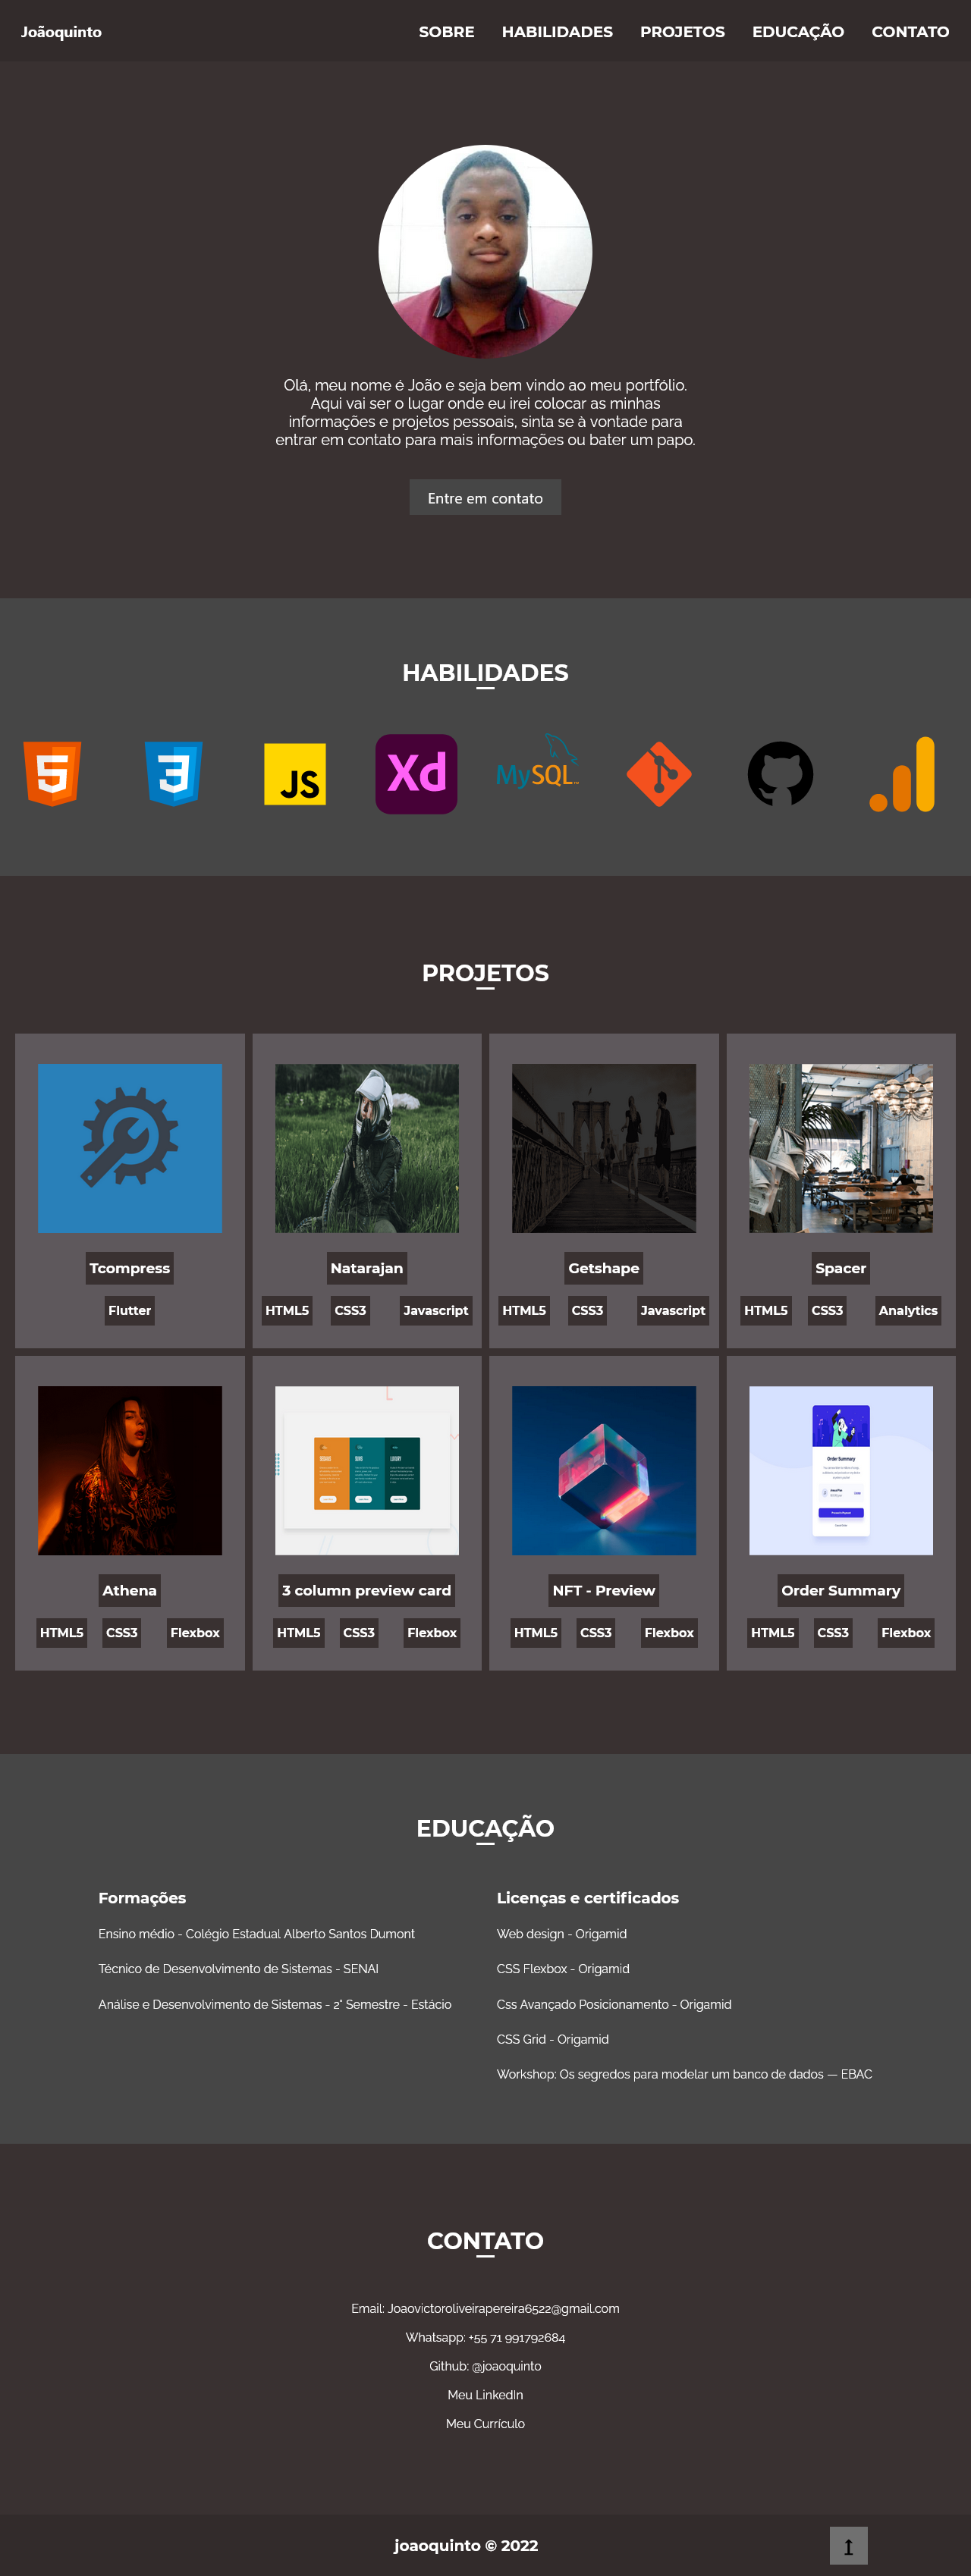 Joãoquinto
SOBRE HABILIDADES PROJETOS EDUCAÇÃO CONTATO
Olá, meu nome é João e seja bem vindo ao meu portfólio.
Aqui vai ser o lugar onde eu irei colocar as minhas
informações e projetos pessoais, sinta se à vontade para
entrar em contato para mais informações ou bater um papo.
Entre em contato
HABILIDADES
5 3 JS Xd MySQL
PROJETOS
Tcompress
Flutter
Natarajan
HTML5 CSS3 Javascript
Getshape
HTML5 CSS3 Javascript
Spacer
HTML5 CSS3 Analytics
Athena
HTML5 CSS3 Flexbox
3 column preview card
HTML5 CSS3 Flexbox
NFT - Preview
HTML5 CSS3 Flexbox
Order Summary
Order Summary
HTML5 CSS3 Flexbox
EDUCAÇÃO
Formações
Ensino médio - Colégio Estadual Alberto Santos Dumont
Técnico de Desenvolvimento de Sistemas - SENAI
Análise e Desenvolvimento de Sistemas - 2° Semestre - Estácio
Licenças e certificados
Web design - Origamid
CSS Flexbox - Origamid
Css Avançado Posicionamento - Origamid
CSS Grid - Origamid
Workshop: Os segredos para modelar um banco de dados — EBAC
CONTATO
Email: Joaovictoroliveirapereira6522@gmail.com
Whatsapp: +55 71 991792684
Github: @joaoquinto
Meu LinkedIn
Meu Currículo
joaoquinto © 2022